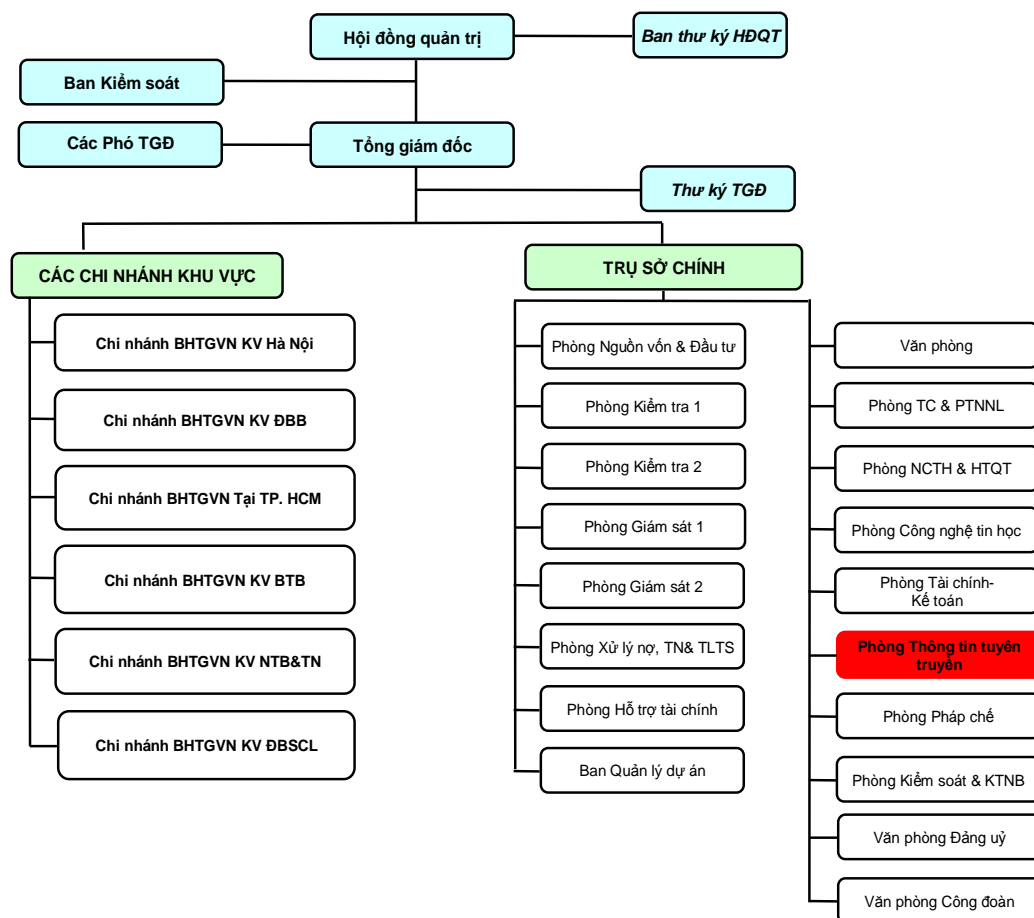 Hội đồng quản trị
Ban thư ký HĐQT
Ban Kiểm soát
Các Phó TGĐ
Tổng giám đốc
Thư ký TGĐ
CÁC CHI NHÁNH KHU VỰC
Chi nhánh BHTGVN KV Hà Nội
Chi nhánh BHTGVN KV ĐBB
Chi nhánh BHTGVN Tại TP. HCM
Chi nhánh BHTGVN KV BTB
Chi nhánh BHTGVN KV NTB&TN
Chi nhánh BHTGVN KV ĐBSCL
TRỤ SỞ CHÍNH
Phòng Nguồn vốn & Đầu tư
Phòng Kiểm tra 1
Phòng Kiểm tra 2
Phòng Giám sát 1
Phòng Giám sát 2
Phòng Xử lý nợ, TN& TLTS
Phòng Hỗ trợ tài chính
Ban Quản lý dự án
Văn phòng
Phòng TC & PTNNL
Phòng NCTH & HTQT
Phòng Công nghệ tin học
Phòng Tài chính-
Kế toán
Phòng Thông tin tuyên
truyền
Phòng Pháp chế
Phòng Kiểm soát & KTNB
Văn phòng Đảng uỷ
Văn phòng Công đoàn